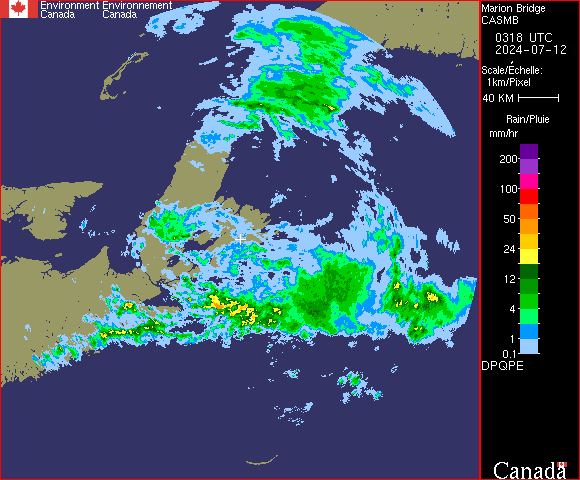 Environment Environnement
Canada Canada
Marion Bridge
CASMB
0318 UTC
2024-07-12
Scale/Échelle:
1km/Pixel
40 KM
Rain/Pluie
mm/hr
200
100
50
24
12
4
1
0.1
DPQPE
Canada